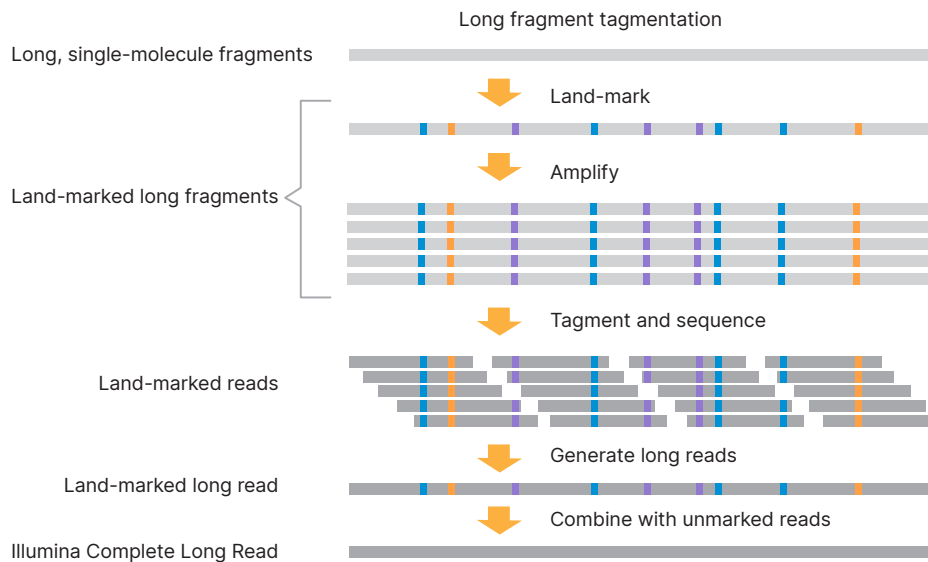 Long fragment tagmentation
Long, single-molecule fragments
Land-mark
Amplify
Land-marked long fragments
Tagment and sequence
Land-marked reads
Generate long reads
Land-marked long read
Combine with unmarked reads
Illumina Complete Long Read